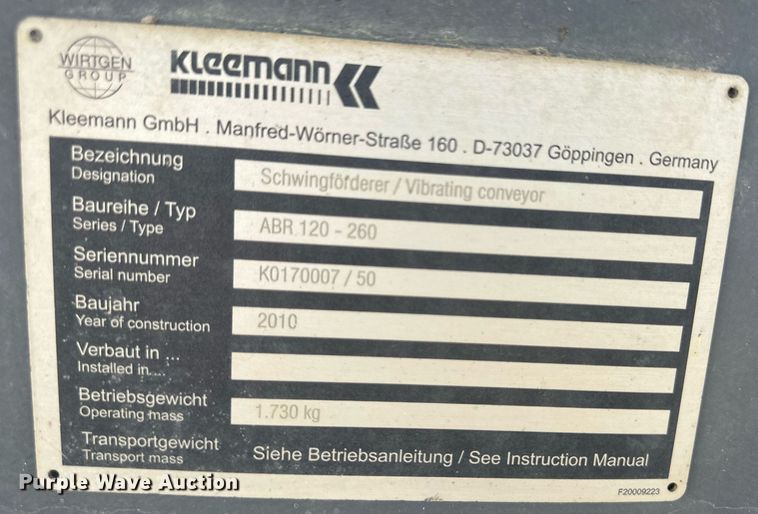 WIRTGEN
GROUP
Kleemann
Kleemann GmbH . Manfred-Wörner-Straße 160 . D-73037 Göppingen . Germany
Bezeichnung
Designation
Schwingförderer / Vibrating conveyor
Baureihe / Typ
Series / Type
ABR 120 - 260
Seriennummer
Serial number
K0170007 / 50
Baujahr
Year of construction
2010
Verbaut in ...
Installed in....
Betriebsgewicht
Operating mass
1.730 kg
Transportgewicht
Transport mass
Siehe Betriebsanleitung / See Instruction Manual
F20009223
Purple Wave Auction